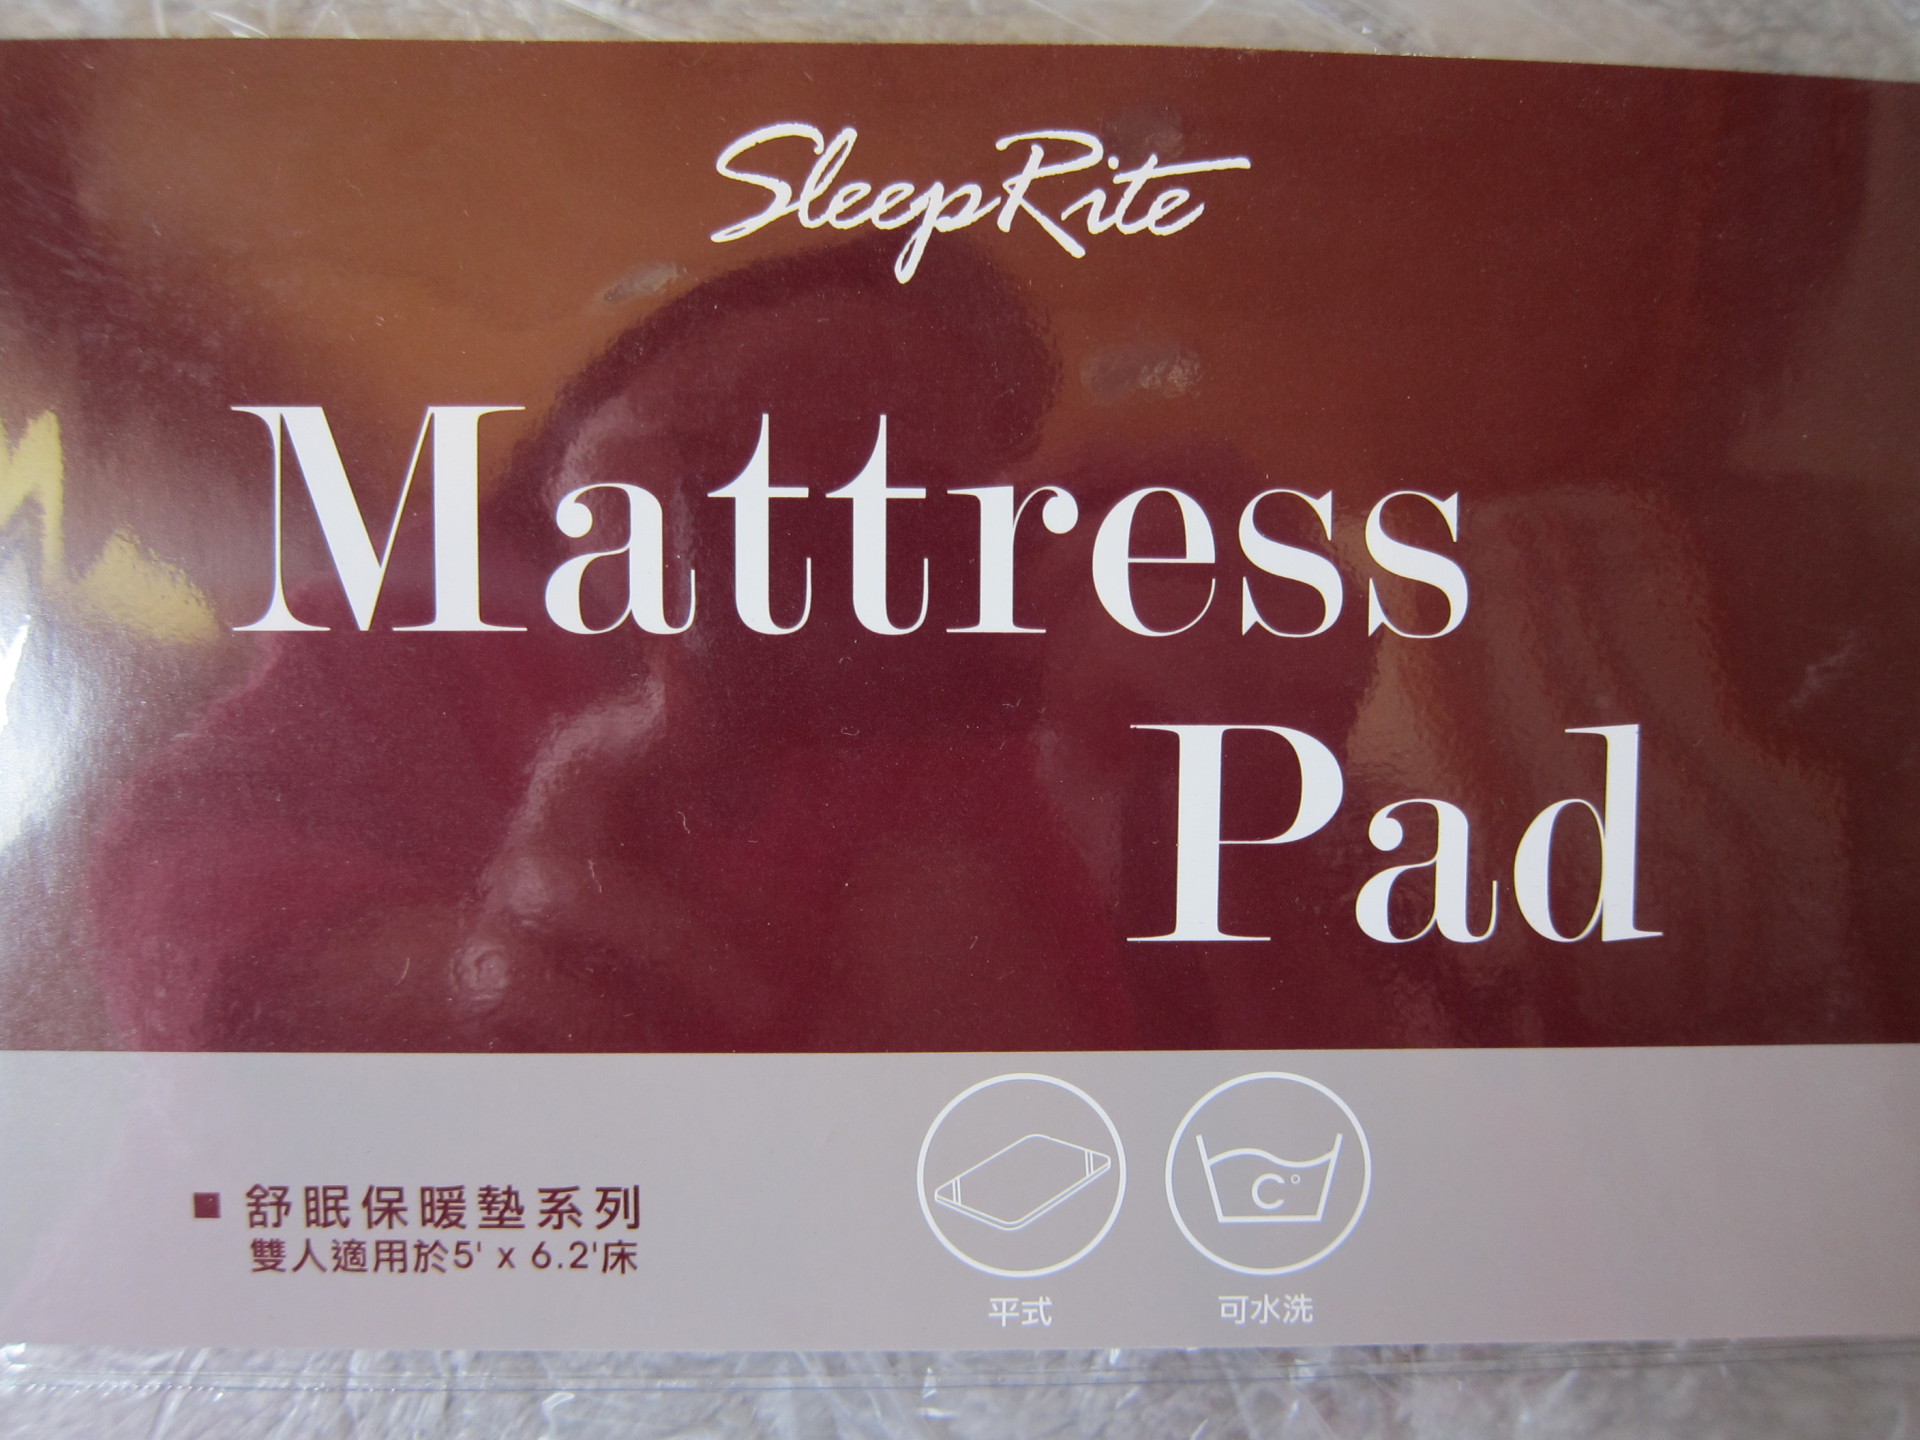 SleepRite
Mattress
Pad
■ 舒眠保暖墊系列
雙人適用於5' x 6.2'床
C°
平式
可水洗